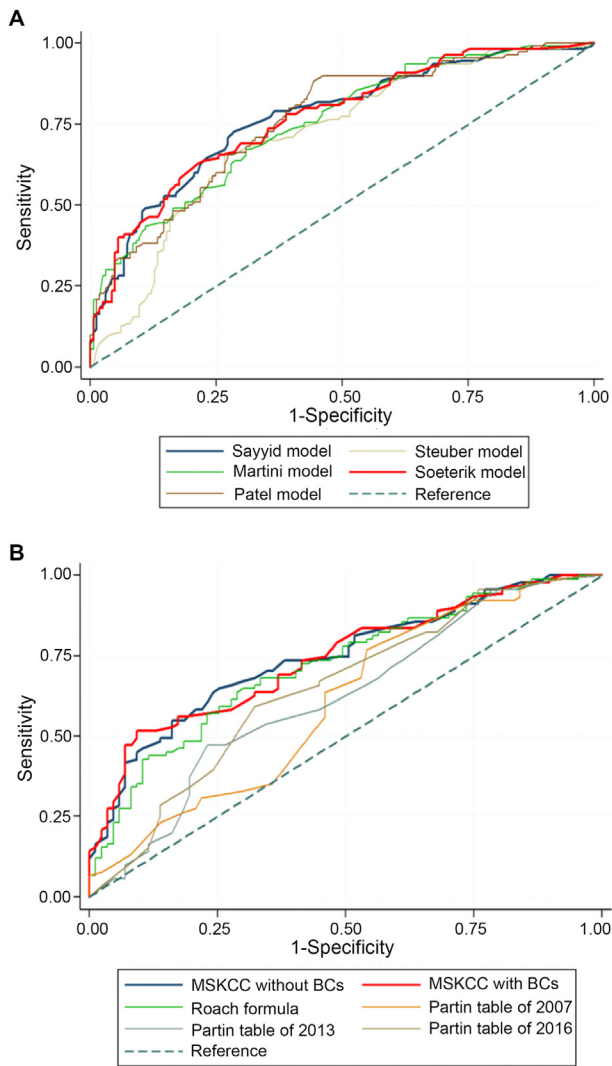 A
1.00
0.75
0.50
0.25
0.00
Sensitivity
0.00 0.25 0.50 0.75 1.00
1-Specificity
Sayyid model Steuber model
Martini model Soeterik model
Patel model Reference
B
1.00
0.75
0.50
0.25
0.00
Sensitivity
0.00 0.25 0.50 0.75 1.00
1-Specificity
MSKCC without BCs MSKCC with BCs
Roach formula Partin table of 2007
Partin table of 2013 Partin table of 2016
Reference